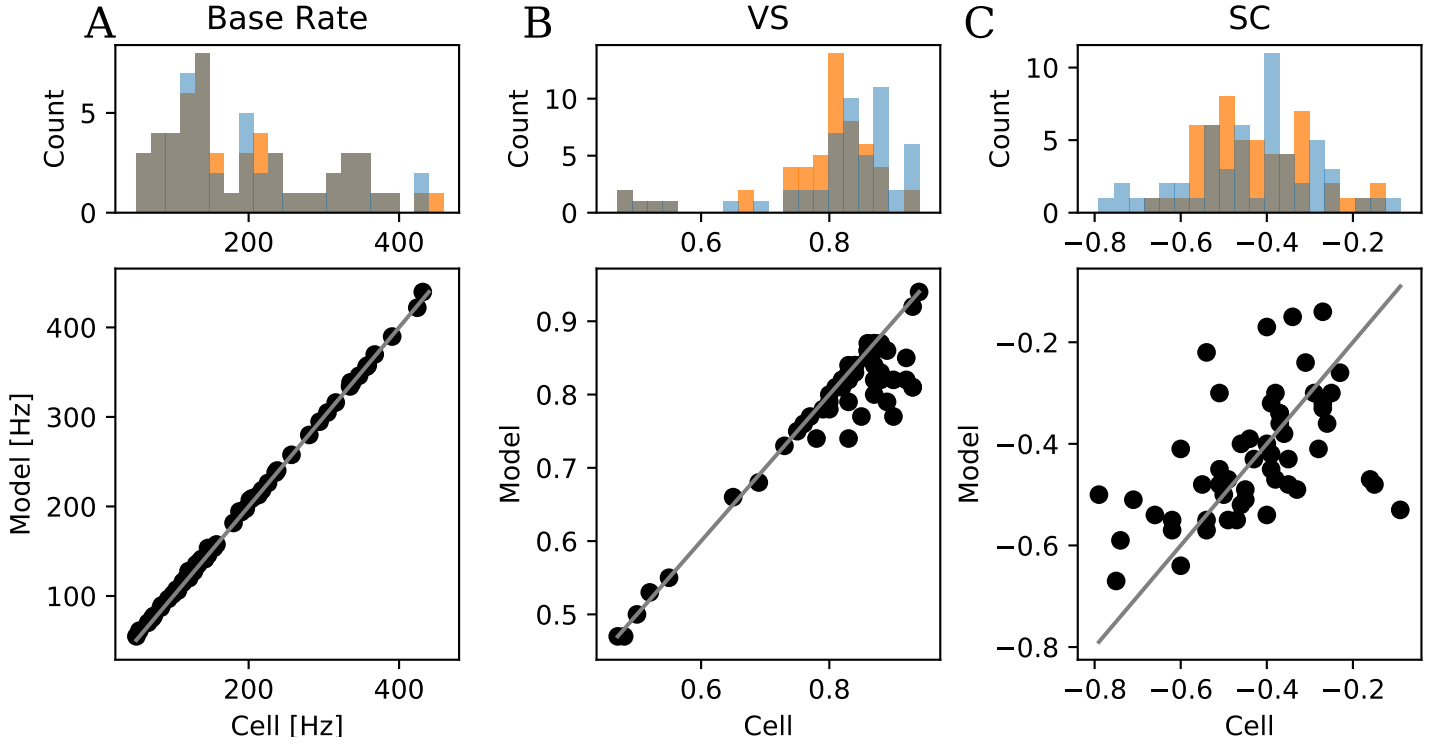 A Base Rate
Count
5
0
200 400
Model [Hz]
400
300
200
100
200 400
Cell [Hz]
B VS
Count
10
5
0
0.6 0.8
Model
0.9
0.8
0.7
0.6
0.5
0.6 0.8
Cell
C SC
Count
10
5
0
−0.8 −0.6 −0.4 −0.2
Model
−0.2
−0.4
−0.6
−0.8
−0.8 −0.6 −0.4 −0.2
Cell